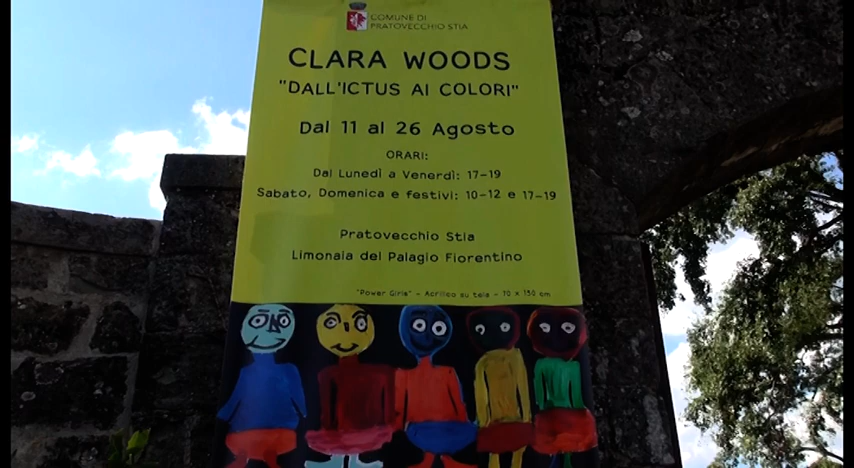 COMUNE DI
PRATOVECCHIO STIA
CLARA WOODS
"DALL'ICTUS AI COLORI"
Dal 11 al 26 Agosto
ORARI:
Dal Lunedì a Venerdì: 17-19
Sabato, Domenica e festivi: 10-12 e 17-19
Pratovecchio Stia
Limonaia del Palagio Fiorentino
"Power Girls" - Acrilico su tela - 70 x 150 cm